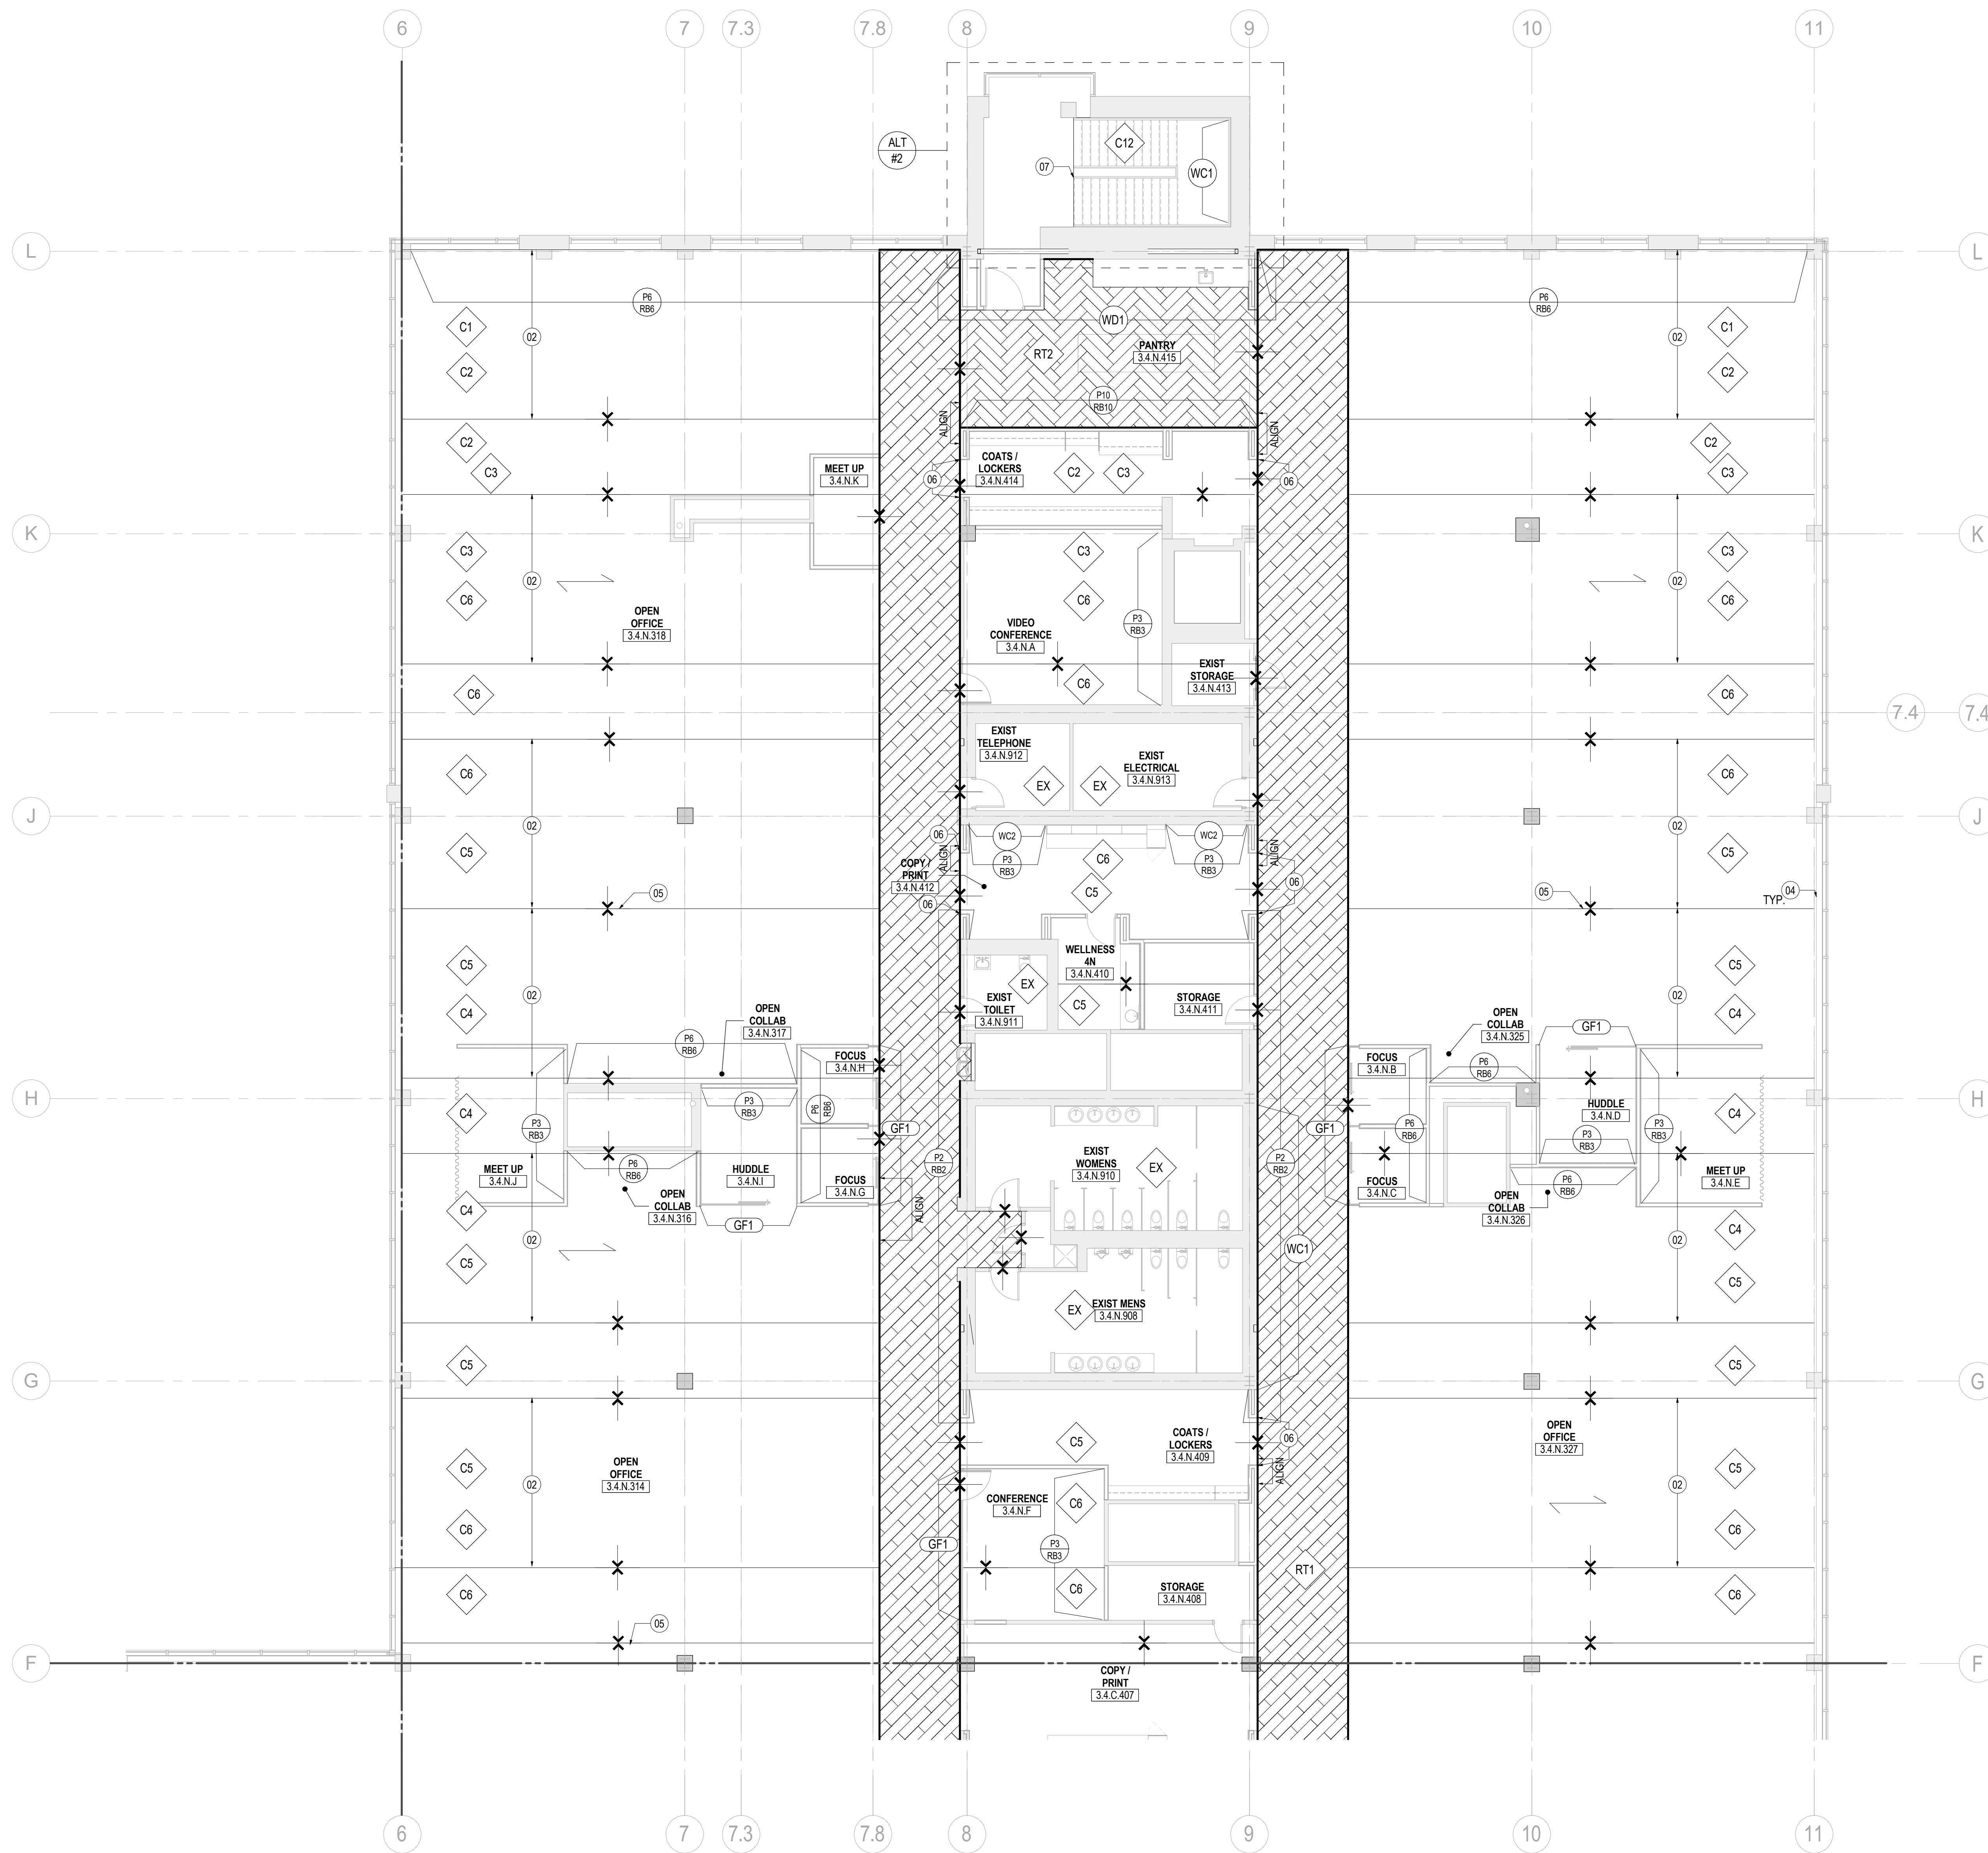 6
7
7.3
7.8
8
9
10
11
ALT
#2
C12
07
WC1
L
L
P6
RB6
P6
RB6
C1
C1
02
WD1
02
RT2
PANTRY
3.4.N.415
C2
C2
P10
RB10
ALIGN
ALIGN
C2
C2
C3
MEET UP
3.4.N.K
06
COATS /
LOCKERS
3.4.N.414
C2
C3
06
C3
K
K
C3
C3
C3
02
02
C6
C6
C6
OPEN
OFFICE
3.4.N.318
VIDEO
CONFERENCE
3.4.N.A
P3
RB3
EXIST
STORAGE
3.4.N.413
C6
C6
C6
7.4
7.4
EXIST
TELEPHONE
3.4.N.912
EXIST
ELECTRICAL
3.4.N.913
C6
C6
EX
EX
J
J
02
02
06
ALIGN
WC2
WC2
ALIGN
P3
RB3
P3
RB3
C5
C6
C5
COPY /
PRINT
3.4.N.412
05
C5
06
06
05
04
TYP.
WELLNESS
4N
3.4.N.410
C5
C5
EX
C5
EXIST
TOILET
3.4.N.911
STORAGE
3.4.N.411
02
02
C4
C4
OPEN
COLLAB
3.4.N.317
OPEN
COLLAB
3.4.N.325
GF1
P6
RB6
FOCUS
3.4.N.H
FOCUS
3.4.N.B
P6
RB6
H
H
C4
C4
P3
RB3
P3
RB3
P6
RB6
GF1
GF1
P6
RB6
HUDDLE
3.4.N.D
P3
RB3
P3
RB3
MEET UP
3.4.N.J
P6
RB6
HUDDLE
3.4.N.I
FOCUS
3.4.N.G
P2
RB2
EXIST
WOMENS
3.4.N.910
EX
P2
RB2
FOCUS
3.4.N.C
P6
RB6
MEET UP
3.4.N.E
C4
OPEN
COLLAB
3.4.N.316
GF1
ALIGN
OPEN
COLLAB
3.4.N.326
C4
02
02
C5
WC1
C5
EX
EXIST MENS
3.4.N.908
C5
C5
G
G
C5
COATS /
LOCKERS
3.4.N.409
06
ALIGN
OPEN
OFFICE
3.4.N.327
C5
C5
OPEN
OFFICE
3.4.N.314
02
02
CONFERENCE
3.4.N.F
C6
C6
C6
GF1
P3
RB3
RT1
C6
C6
STORAGE
3.4.N.408
C6
05
F
F
COPY /
PRINT
3.4.C.407
6
7
7.3
7.8
8
9
10
11